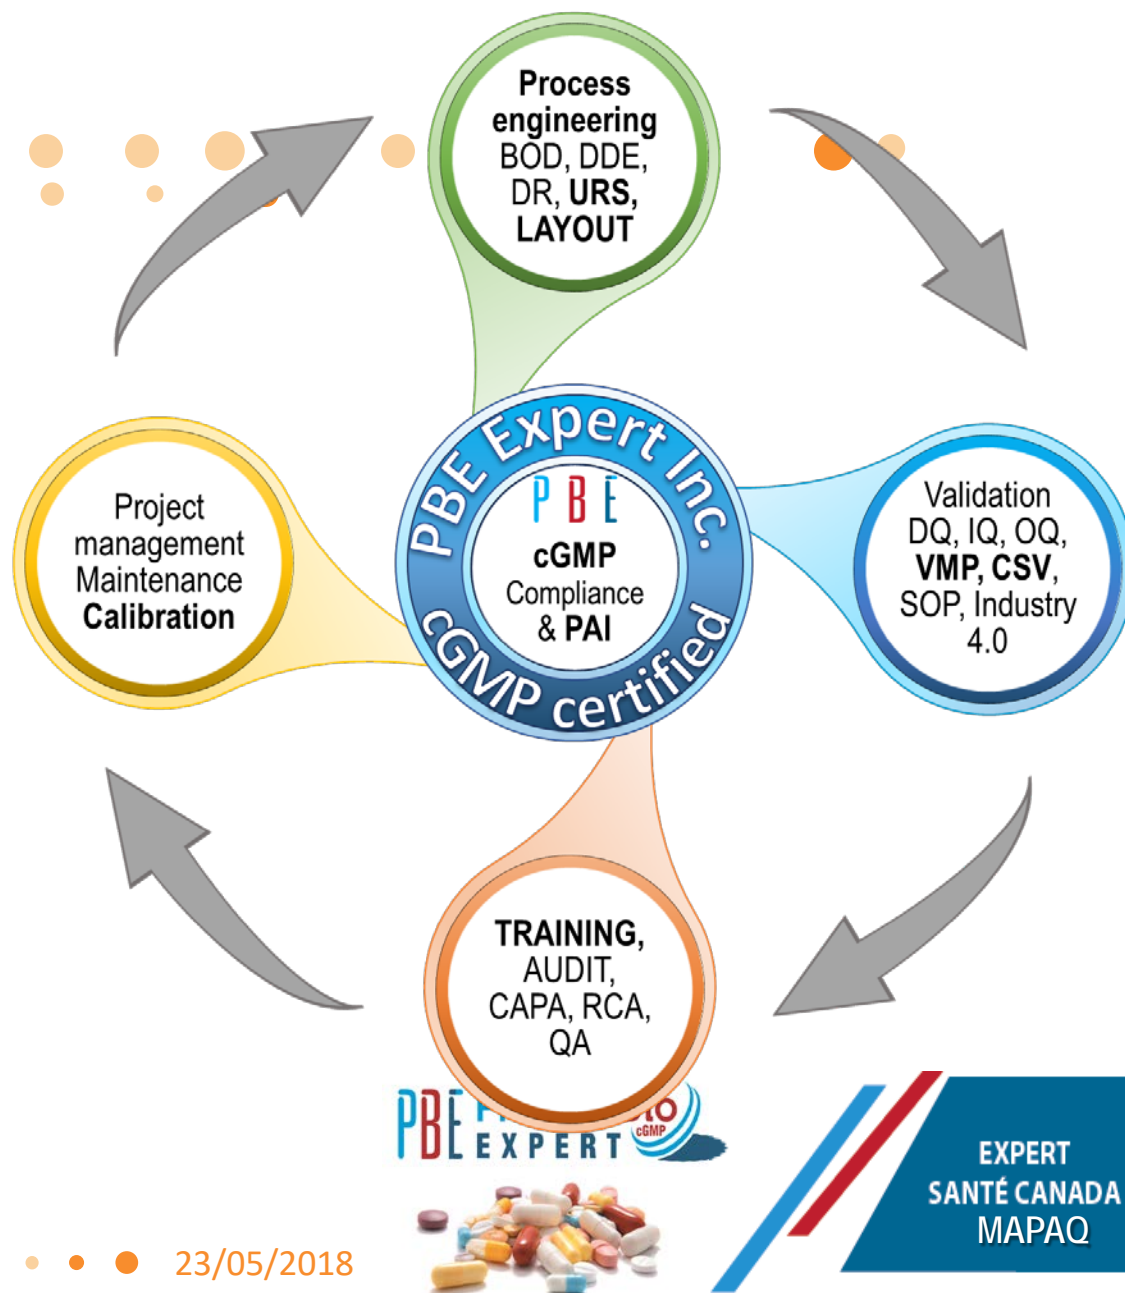 Process
engineering
BOD, DDE,
DR, URS,
LAYOUT
PBE Expert Inc.
PBE
cGMP
Compliance
& PAI
cGMP certified
Validation
DQ, IQ, OQ,
VMP, CSV,
SOP, Industry
4.0
Project
management
Maintenance
Calibration
TRAINING,
AUDIT,
CAPA, RCA,
QA
PBE
EXPERT
cGMP
EXPERT
SANTÉ CANADA
MAPAQ
23/05/2018